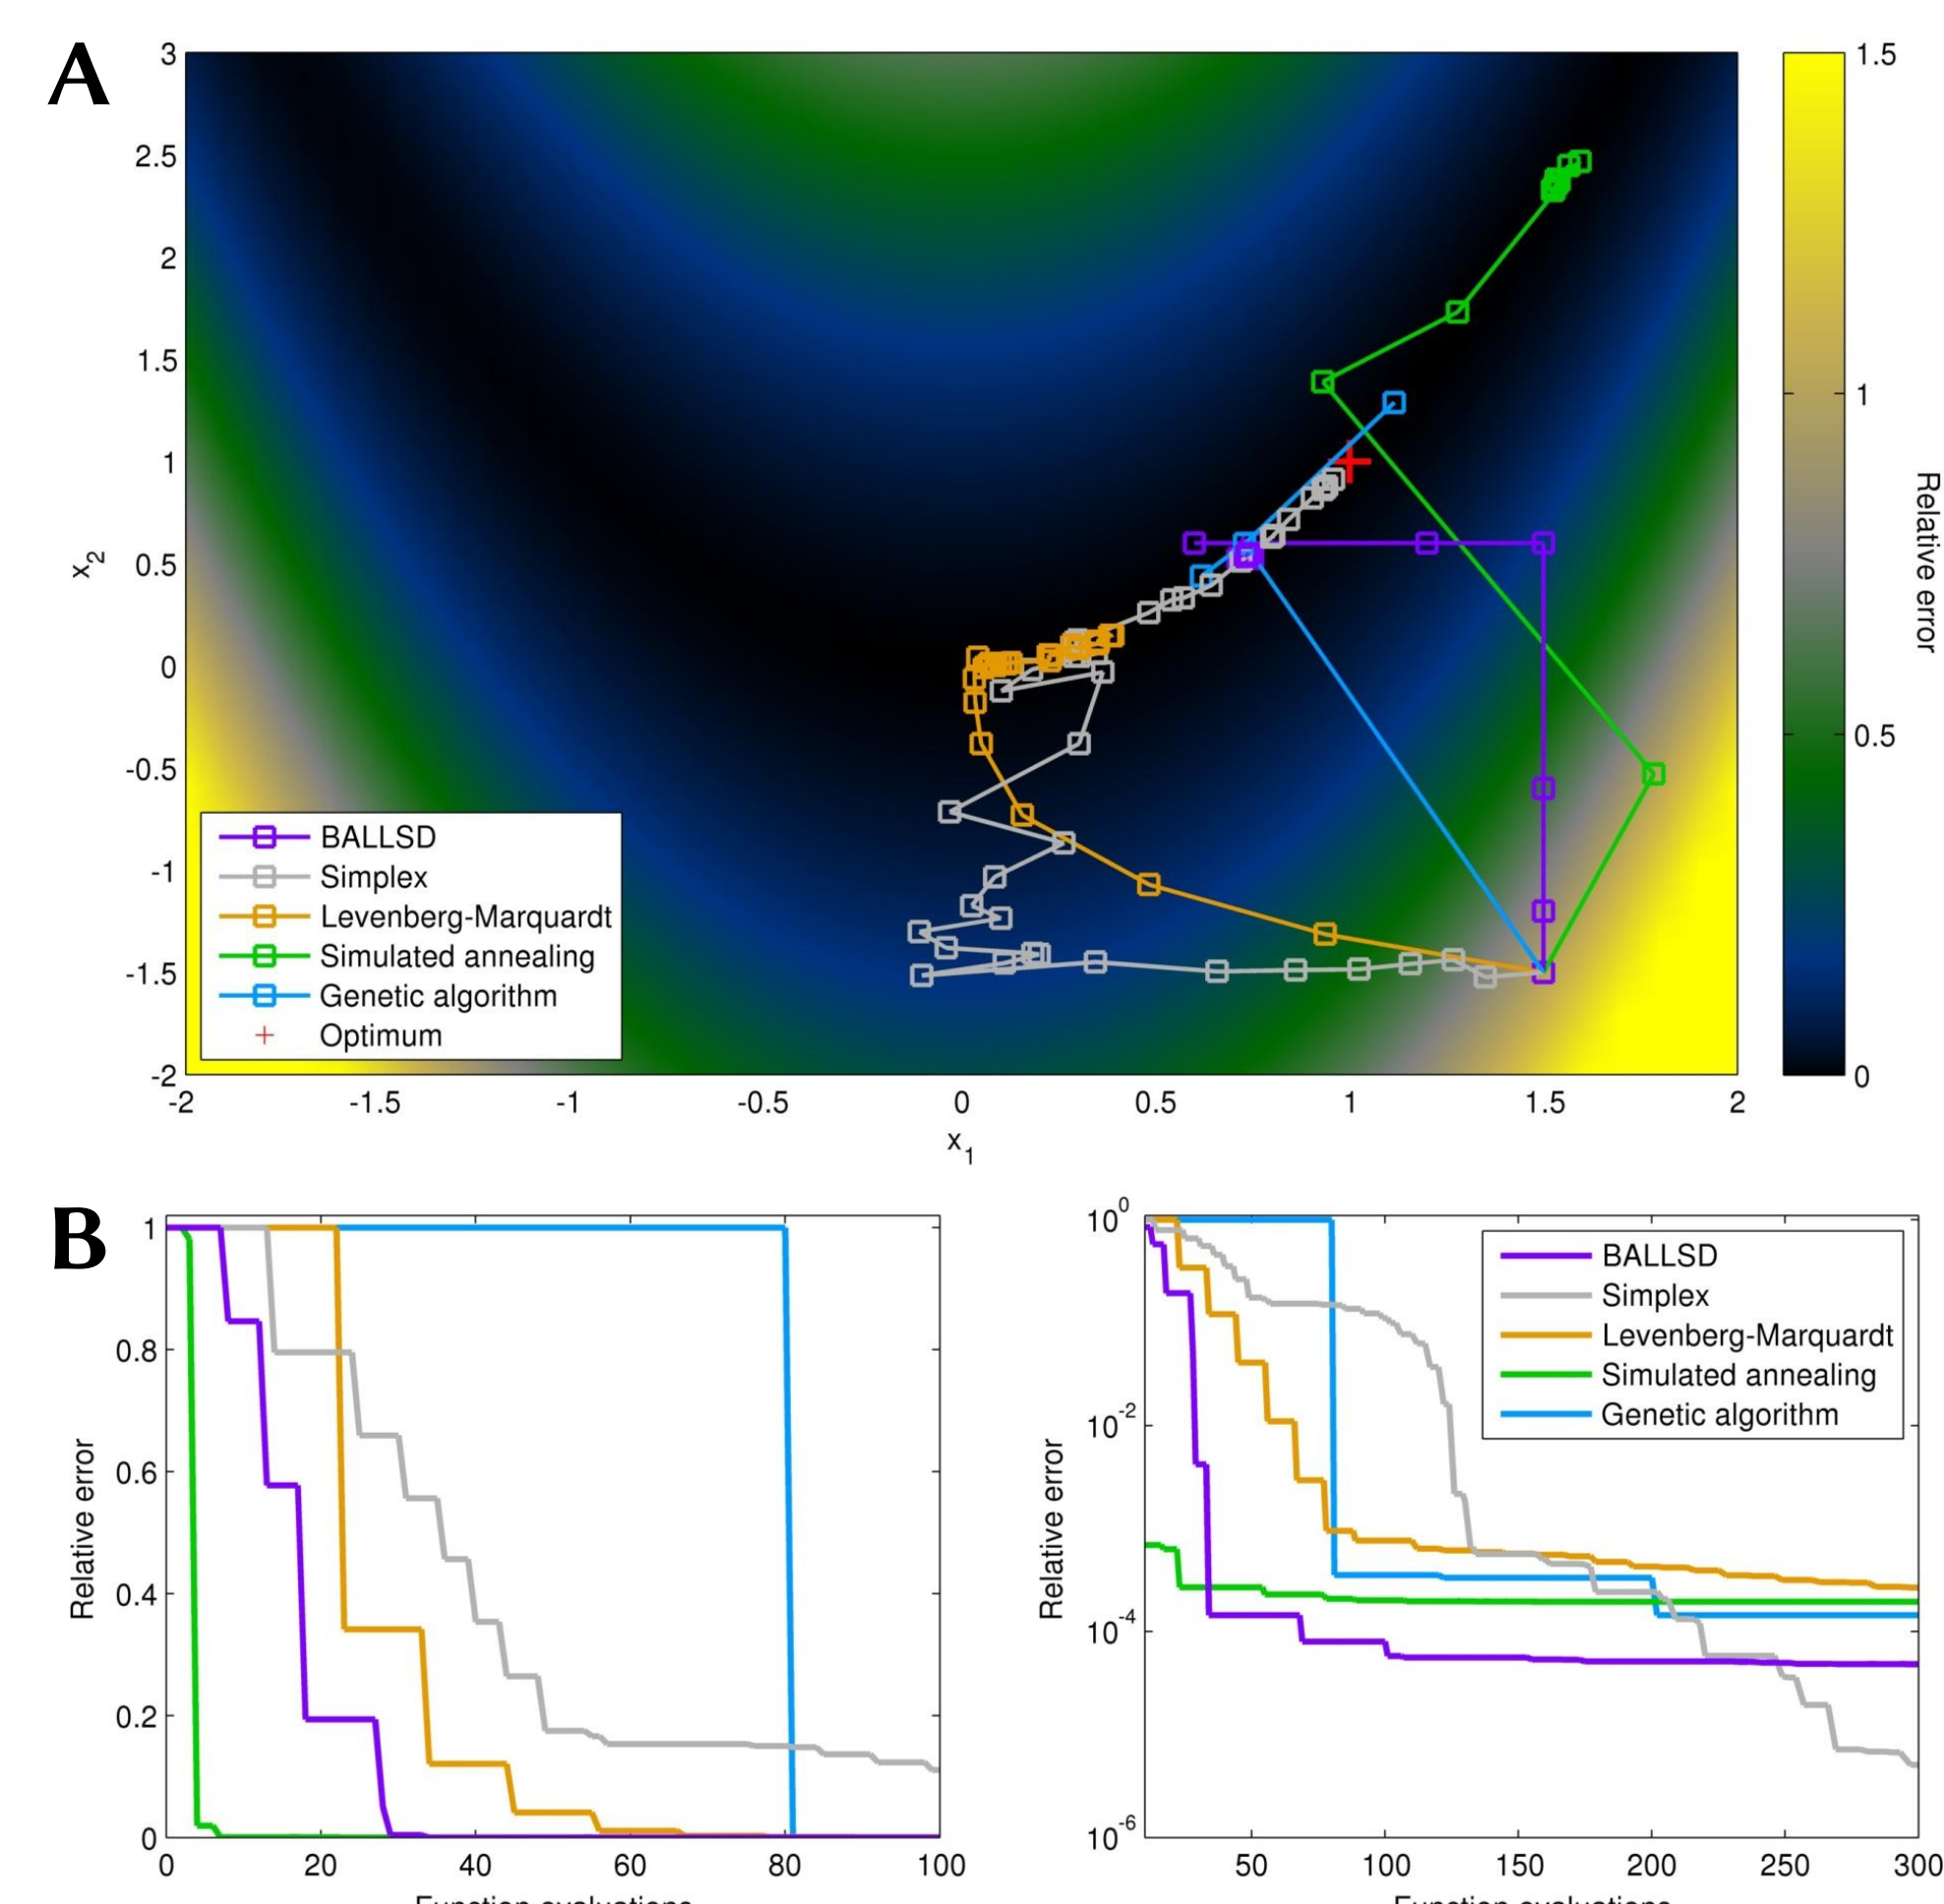 A
3
2.5
2
1.5
1
0.5
0
-0.5
-1
-1.5
-2
x2
-2 -1.5 -1 -0.5 0 0.5 1 1.5 2
x1
BALLSD
Simplex
Levenberg-Marquardt
Simulated annealing
Genetic algorithm
Optimum
1.5
1
0.5
0
Relative error
B
1
0.8
0.6
0.4
0.2
0
Relative error
0 20 40 60 80 100
Function evaluations
10^0
10^-2
10^-4
10^-6
Relative error
BALLSD
Simplex
Levenberg-Marquardt
Simulated annealing
Genetic algorithm
50 100 150 200 250 300
Function evaluations